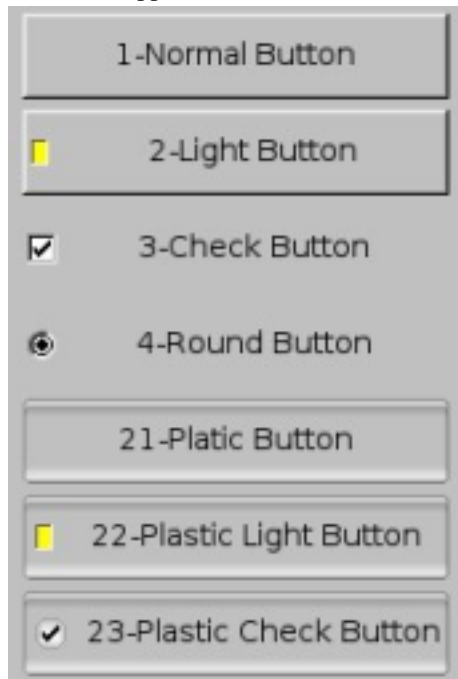 1-Normal Button
2-Light Button
3-Check Button
4-Round Button
21-Platic Button
22-Plastic Light Button
23-Plastic Check Button